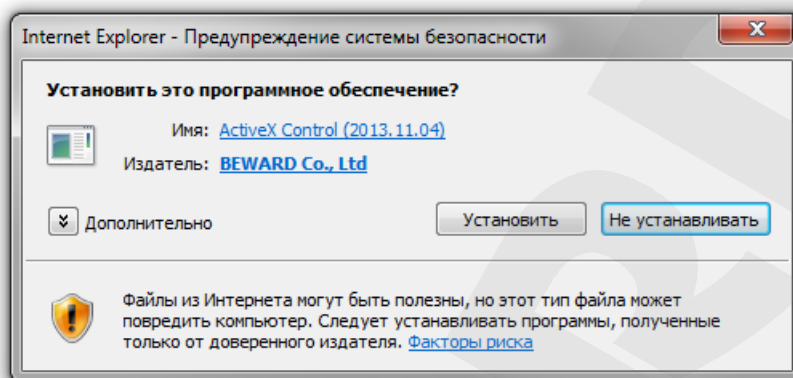 Internet Explorer - Предупреждение системы безопасности
Установить это программное обеспечение?
Имя: ActiveX Control (2013.11.04)
Издатель: BEWARD Co., Ltd
Дополнительно
Установить
Не устанавливать
Файлы из Интернета могут быть полезны, но этот тип файла может
повредить компьютер. Следует устанавливать программы, полученные
только от доверенного издателя. Факторы риска